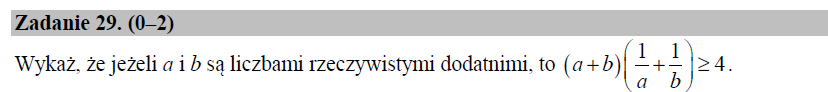 Zadanie 29. (0–2)
Wykaż, że jeżeli a i b są liczbami rzeczywistymi dodatnimi, to (a+b)(1/a+1/b)≥4.